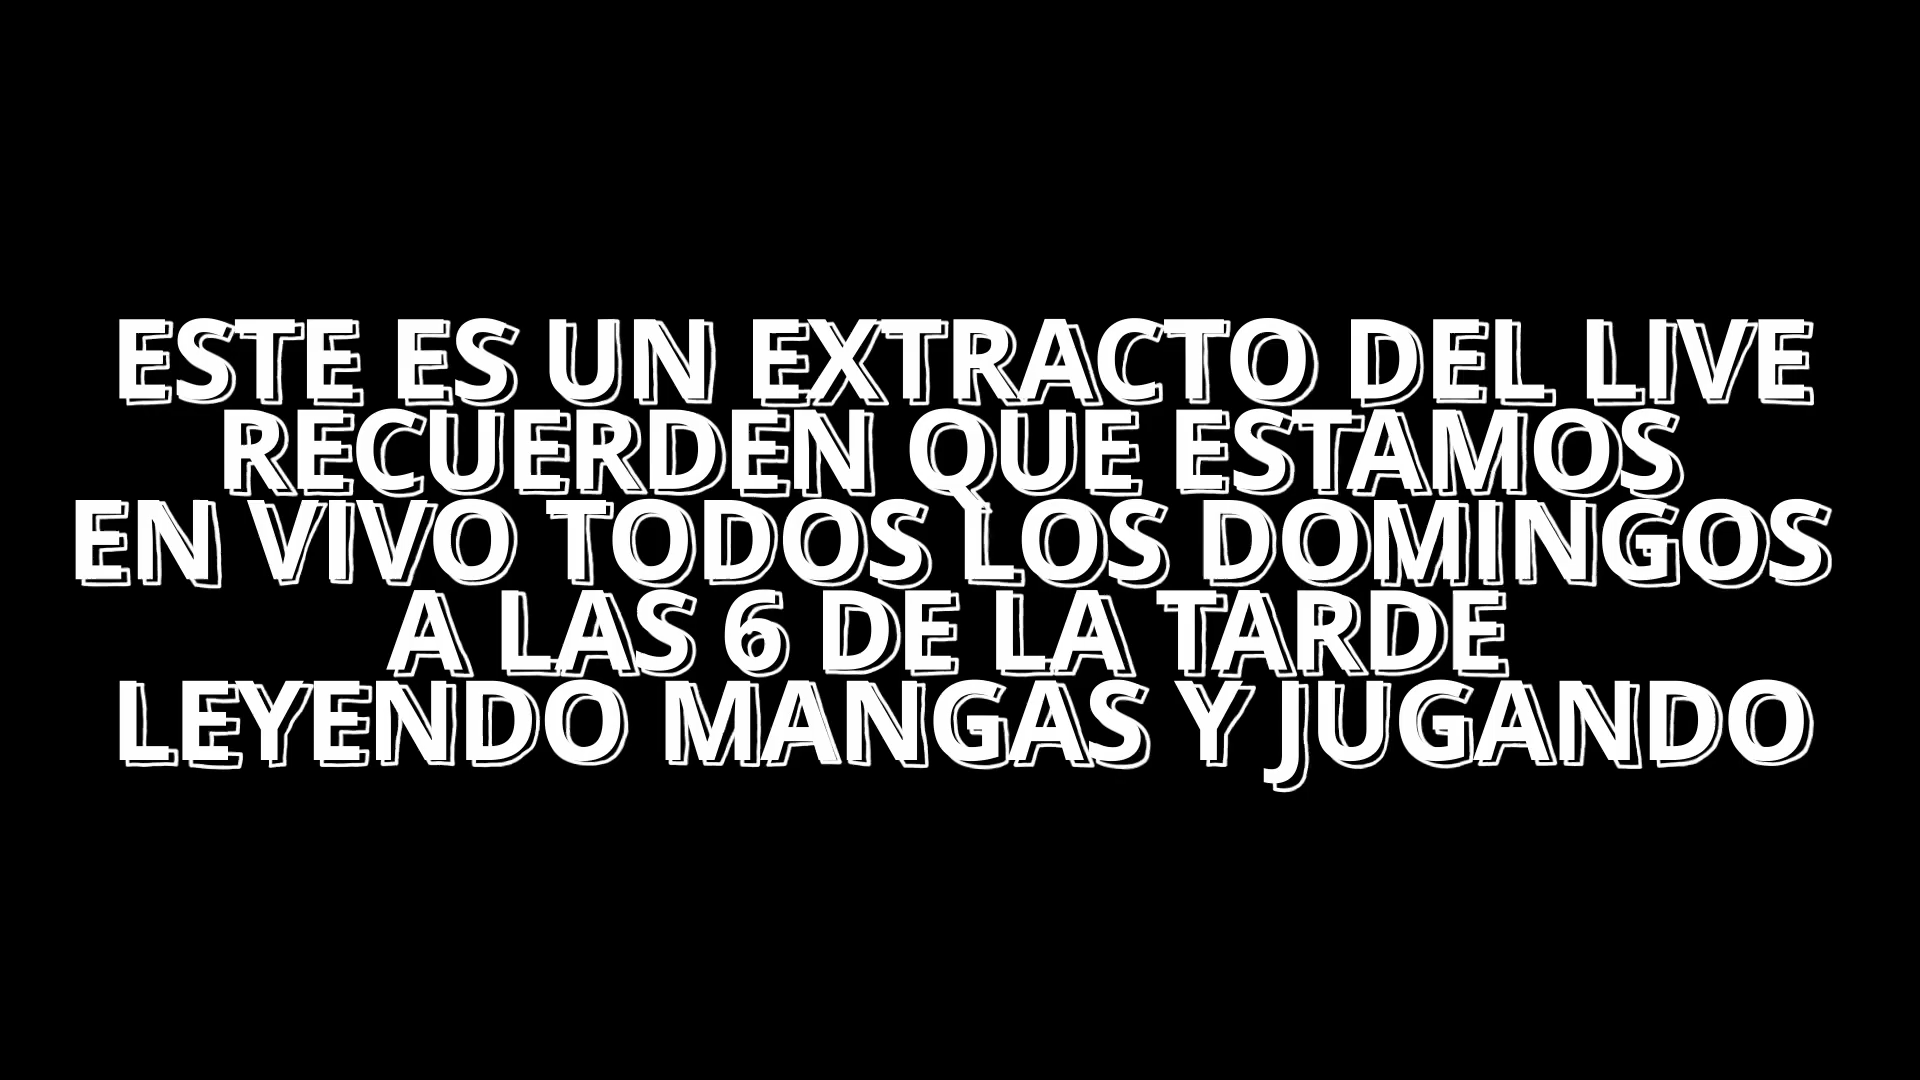 ESTE ES UN EXTRACTO DEL LIVE
RECUERDEN QUE ESTAMOS
EN VIVO TODOS LOS DOMINGOS
A LAS 6 DE LA TARDE
LEYENDO MANGAS Y JUGANDO